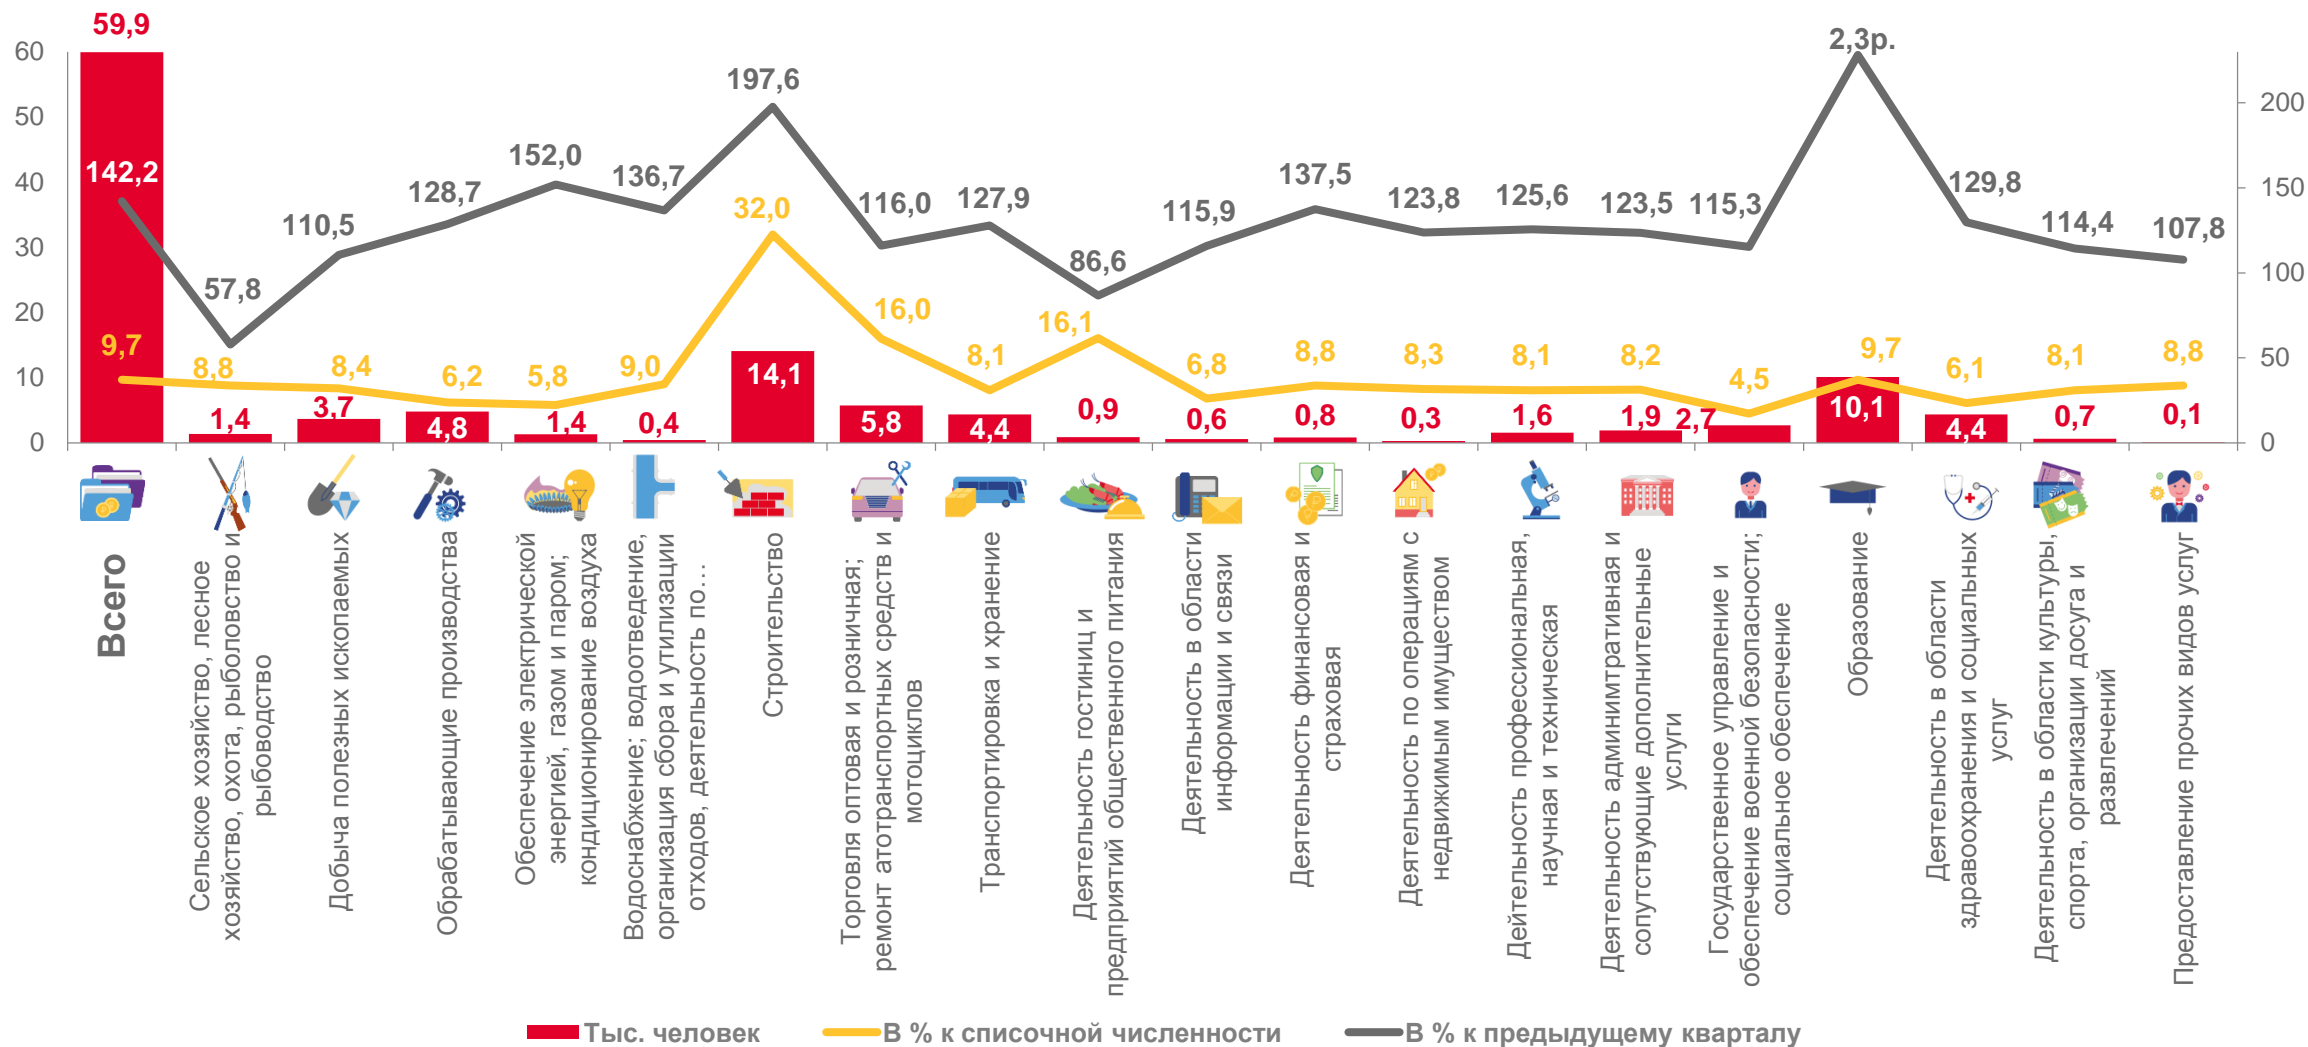 59,9
60
50
40
30
20
10
0
200
150
100
50
0
142,2
57,8
110,5
128,7
152,0
136,7
197,6
116,0
127,9
86,6
115,9
137,5
123,8
125,6
123,5
115,3
2,3р.
129,8
114,4
107,8
9,7
8,8
8,4
6,2
5,8
9,0
32,0
16,0
8,1
16,1
6,8
8,8
8,3
8,1
8,2
4,5
9,7
6,1
8,1
8,8
1,4
3,7
4,8
1,4
0,4
14,1
5,8
4,4
0,9
0,6
0,8
0,3
1,6
1,9
2,7
10,1
4,4
0,7
0,1
Всего
Сельское хозяйство, лесное
хозяйство, охота, рыболовство и
рыбоводство
Добыча полезных ископаемых
Обрабатывающие производства
Обеспечение электрической
энергией, газом и паром;
кондиционирование воздуха
Водоснабжение; водоотведение,
организация сбора и утилизации
отходов, деятельность по...
Строительство
Торговля оптовая и розничная;
ремонт атотранспортных средств и
мотоциклов
Транспортировка и хранение
Деятельность гостиниц и
предприятий общественного питания
Деятельность в области
информации и связи
Деятельность финансовая и
страховая
Деятельность по операциям с
недвижимым имуществом
Дейтельность профессиональная,
научная и техническая
Деятельность админимтративная и
сопутствующие дополнительные
услуги
Государственное управление и
обеспечение военной безопасности;
социальное обеспечение
Образование
Деятельность в области
здравоохранения и социальных
услуг
Деятельность в области культуры,
спорта, организации досуга и
развлечений
Предоставление прочих видов услуг
Тыс. человек
В % к списочной численности
В % к предыдущему кварталу